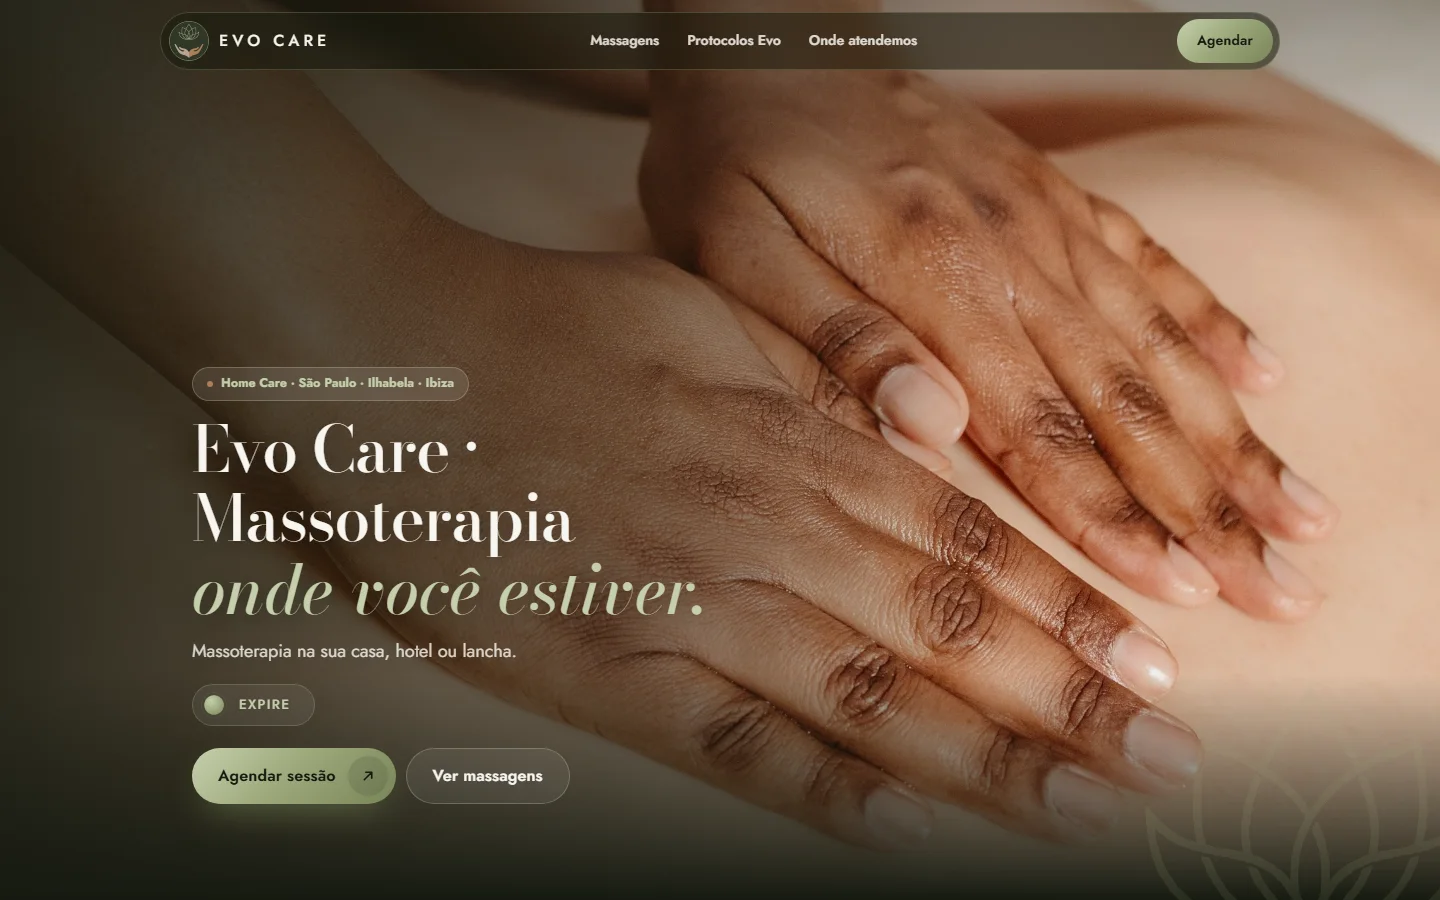 EVO CARE
Massagens
Protocolos Evo
Onde atendemos
Agendar
Home Care · São Paulo · Ilhabela · Ibiza
Evo Care ·
Massoterapia
onde você estiver.
Massoterapia na sua casa, hotel ou lancha.
EXPIRE
Agendar sessão
Ver massagens